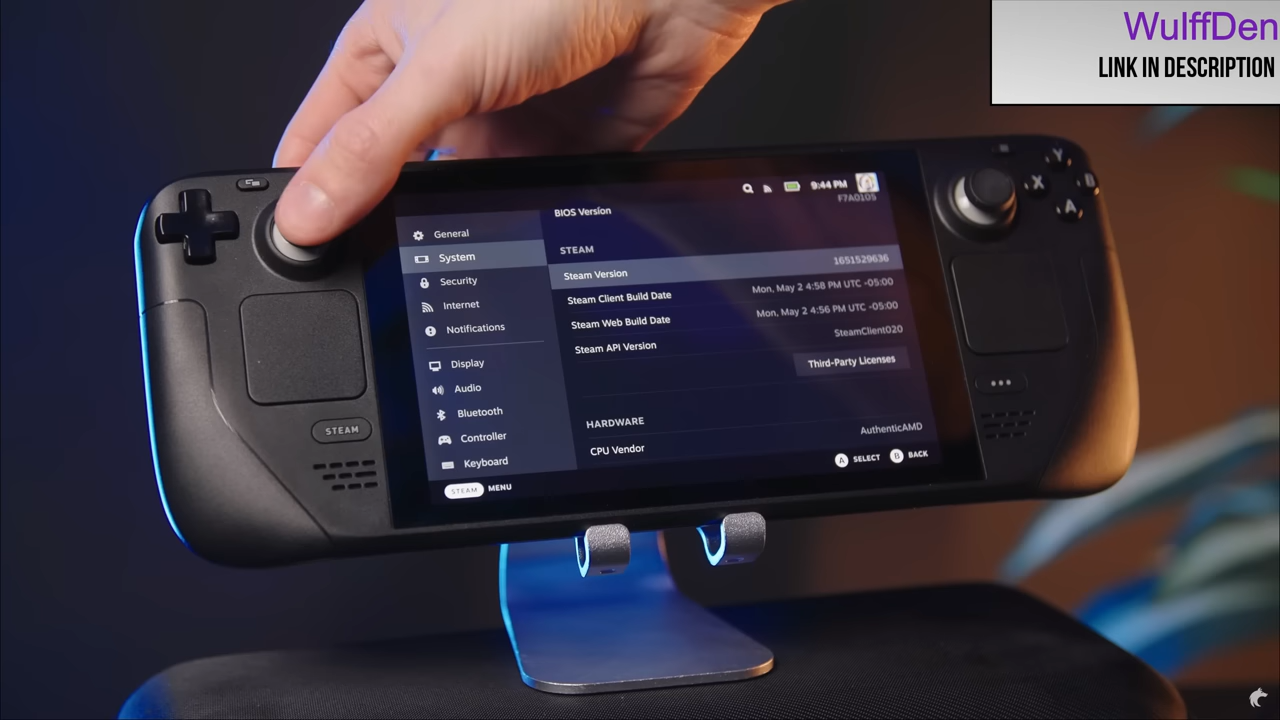 WulffDen
LINK IN DESCRIPTION
9:44 PM
BIOS Version
F7A0105
General
System
Security
Internet
Notifications
Display
Audio
Bluetooth
Controller
Keyboard
STEAM
Steam Version
1651529636
Steam Client Build Date
Mon, May 2 4:58 PM UTC -05:00
Steam Web Build Date
Mon, May 2 4:56 PM UTC -05:00
Steam API Version
SteamClient020
Third-Party Licenses
HARDWARE
CPU Vendor
AuthenticAMD
STEAM MENU
A SELECT B BACK
STEAM
Y
X
A